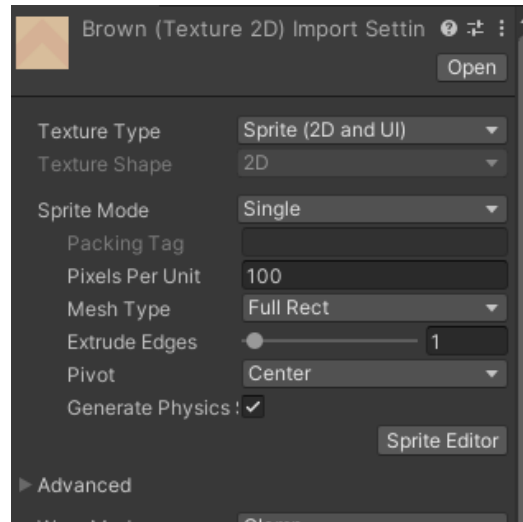 Brown (Texture 2D) Import Settin
Open
Texture Type Sprite (2D and UI)
Texture Shape 2D
Sprite Mode Single
Packing Tag
Pixels Per Unit 100
Mesh Type Full Rect
Extrude Edges 1
Pivot Center
Generate Physics S
Sprite Editor
Advanced